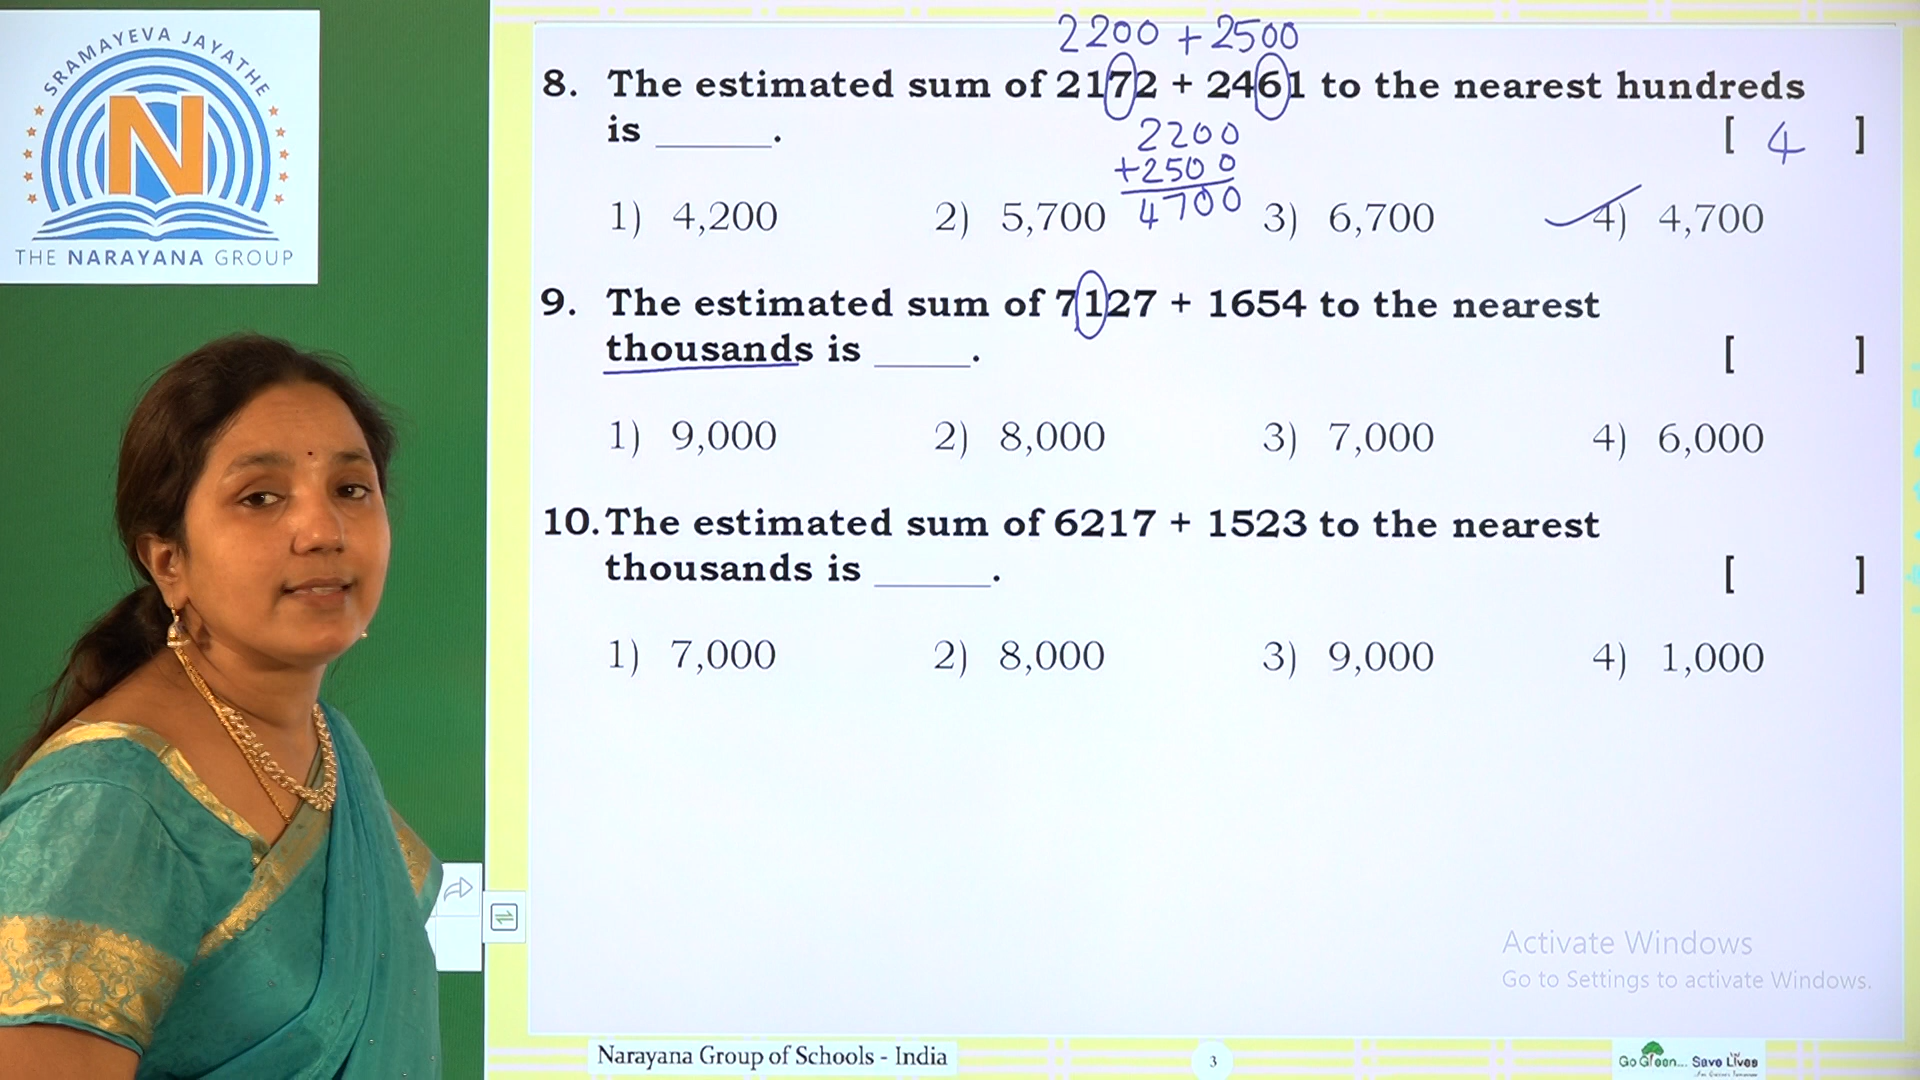 SRAMAYEVA JAYATHE
N
THE NARAYANA GROUP
2200 + 2500
8. The estimated sum of 2172 + 2461 to the nearest hundreds
is ______. [ 4 ]
2200
+2500
4700
1) 4,200 2) 5,700 3) 6,700 4) 4,700
9. The estimated sum of 7127 + 1654 to the nearest
thousands is _____. [ ]
1) 9,000 2) 8,000 3) 7,000 4) 6,000
10. The estimated sum of 6217 + 1523 to the nearest
thousands is ______. [ ]
1) 7,000 2) 8,000 3) 9,000 4) 1,000
Activate Windows
Go to Settings to activate Windows.
Narayana Group of Schools - India
3
Go Green... Save Lives